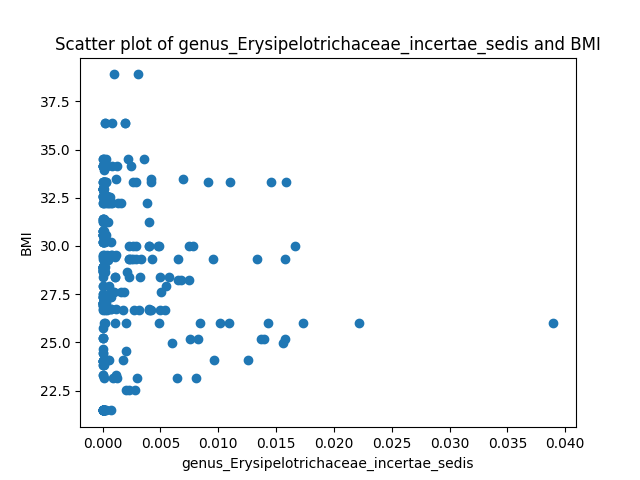 Scatter plot of genus_Erysipelotrichaceae_incertae_sedis and BMI
37.5
35.0
32.5
30.0
27.5
25.0
22.5
BMI
0.000 0.005 0.010 0.015 0.020 0.025 0.030 0.035 0.040
genus_Erysipelotrichaceae_incertae_sedis